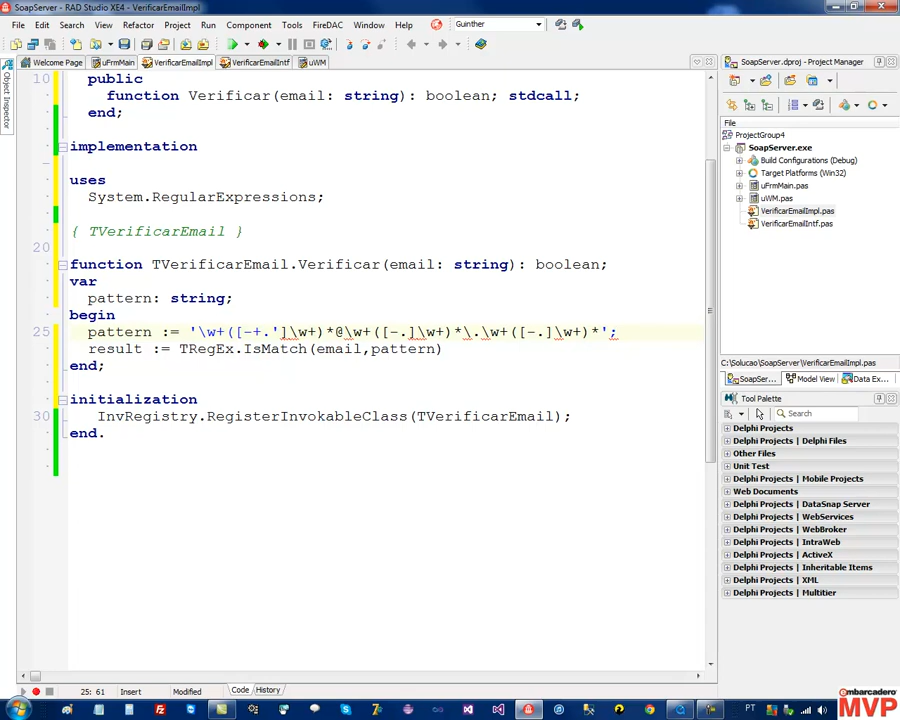 SoapServer - RAD Studio XE4 - VerificarEmailImpl
File Edit Search View Refactor Project Run Component Tools FireDAC Window Help
Guinther
Welcome Page uFrmMain VerificarEmailImpl VerificarEmailIntf uWM
10 public
function Verificar(email: string): boolean; stdcall;
end;
implementation
uses
System.RegularExpressions;
{ TVerificarEmail }
20
function TVerificarEmail.Verificar(email: string): boolean;
var
pattern: string;
begin
25 pattern := '\w+([-+.']\w+)*@\w+([-.]\w+)*\.\w+([-.]\w+)*';
result := TRegEx.IsMatch(email,pattern)
end;
initialization
30 InvRegistry.RegisterInvokableClass(TVerificarEmail);
end.
25: 61 Insert Modified Code History
Object Inspector
SoapServer.dproj - Project Manager
File
ProjectGroup4
SoapServer.exe
Build Configurations (Debug)
Target Platforms (Win32)
uFrmMain.pas
uWM.pas
VerificarEmailImpl.pas
VerificarEmailIntf.pas
C:\Solucao\SoapServer\VerificarEmailImpl.pas
SoapSer... Model View Data Ex...
Tool Palette
Search
Delphi Projects
Delphi Projects | Delphi Files
Other Files
Unit Test
Delphi Projects | Mobile Projects
Web Documents
Delphi Projects | DataSnap Server
Delphi Projects | WebServices
Delphi Projects | WebBroker
Delphi Projects | IntraWeb
Delphi Projects | ActiveX
Delphi Projects | Inheritable Items
Delphi Projects | XML
Delphi Projects | Multitier
PT
embarcadero
MVP